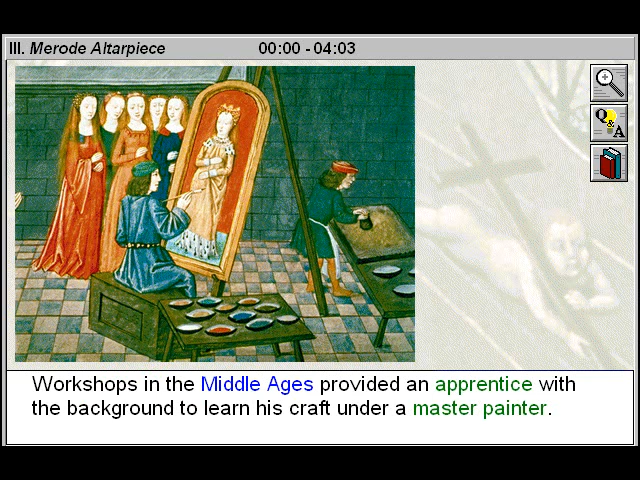 III. Merode Altarpiece 00:00 - 04:03
Q
&
A
Workshops in the Middle Ages provided an apprentice with
the background to learn his craft under a master painter.